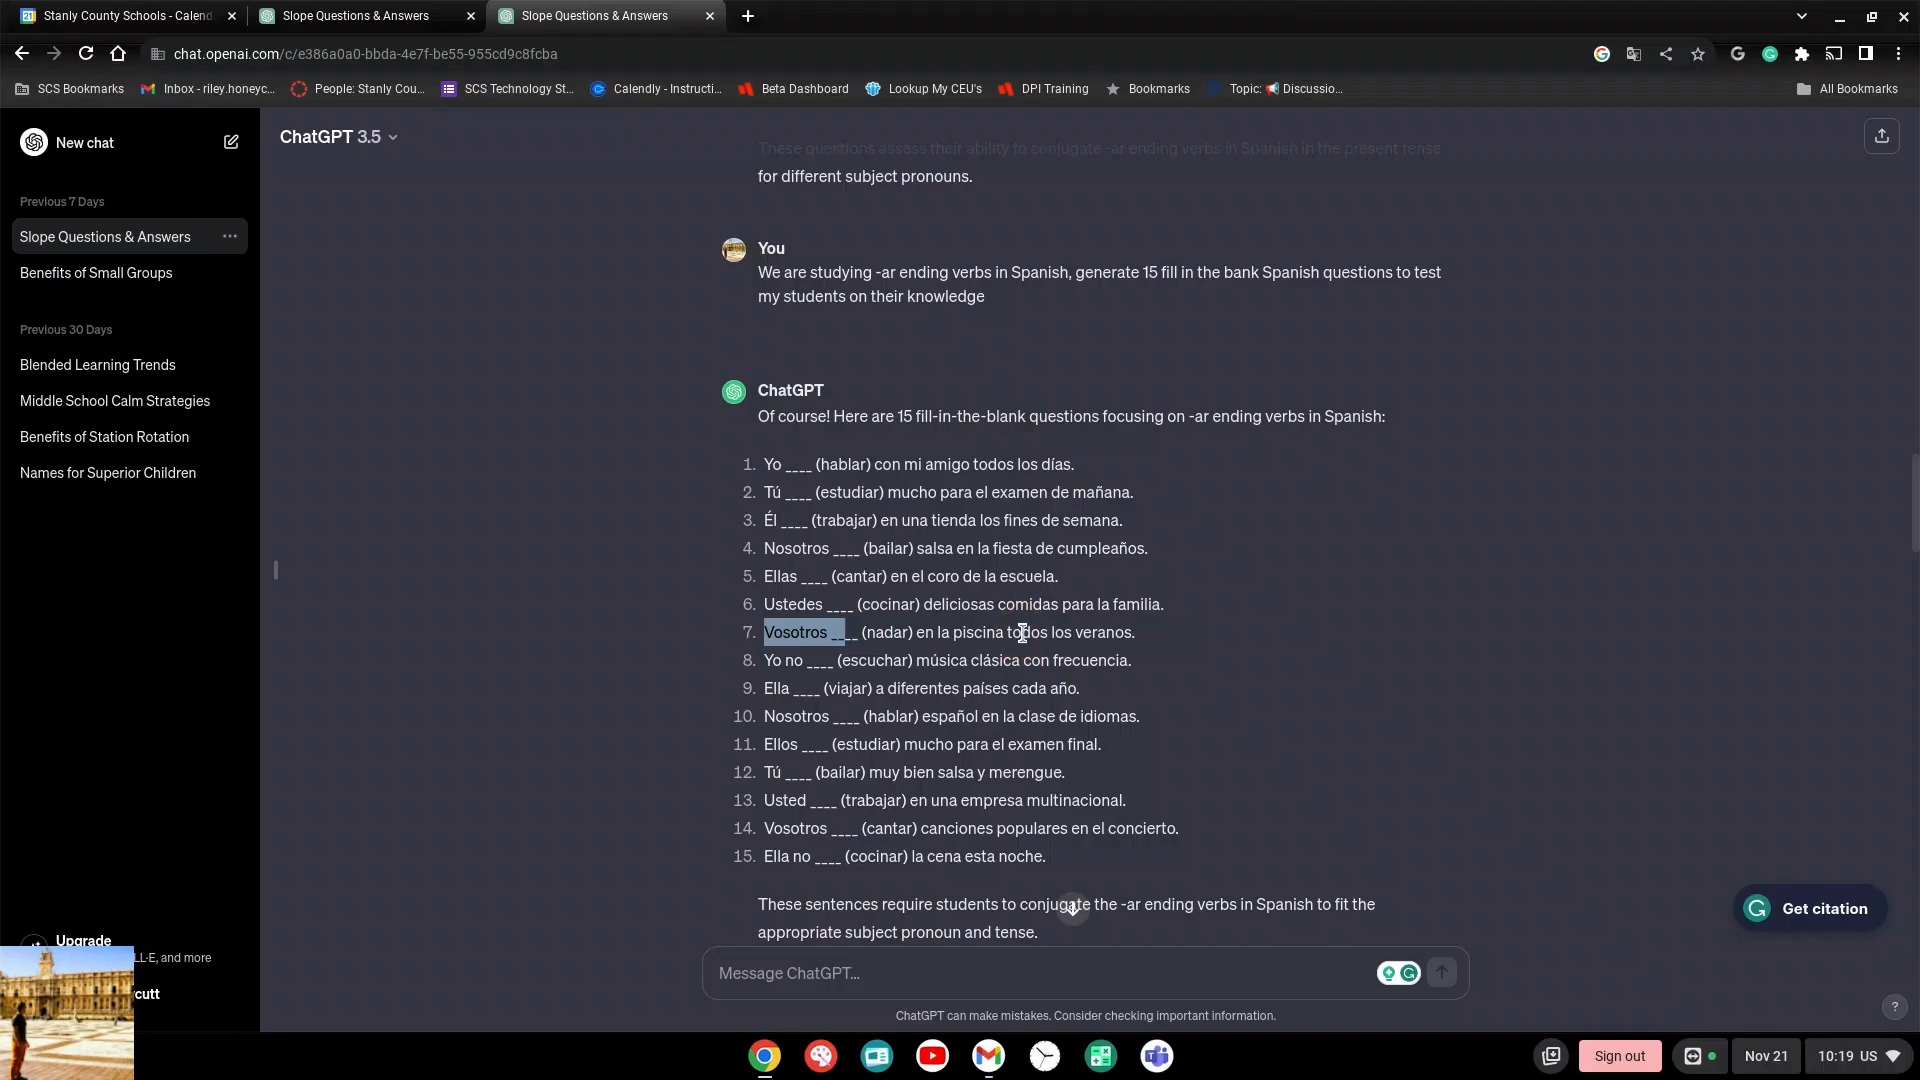 Stanly County Schools - Calend
Slope Questions & Answers
Slope Questions & Answers
chat.openai.com/c/e386a0a0-bbda-4e7f-be55-955cd9c8fcba
SCS Bookmarks
Inbox - riley.honeyc...
People: Stanly Cou...
SCS Technology St...
Calendly - Instructi...
Beta Dashboard
Lookup My CEU's
DPI Training
Bookmarks
Topic: 📢 Discussio...
All Bookmarks
New chat
Previous 7 Days
Slope Questions & Answers
Benefits of Small Groups
Previous 30 Days
Blended Learning Trends
Middle School Calm Strategies
Benefits of Station Rotation
Names for Superior Children
Upgrade
LL·E, and more
cutt
ChatGPT 3.5
These questions assess their ability to conjugate -ar ending verbs in Spanish in the present tense
for different subject pronouns.
You
We are studying -ar ending verbs in Spanish, generate 15 fill in the bank Spanish questions to test
my students on their knowledge
ChatGPT
Of course! Here are 15 fill-in-the-blank questions focusing on -ar ending verbs in Spanish:
1. Yo ____ (hablar) con mi amigo todos los días.
2. Tú ____ (estudiar) mucho para el examen de mañana.
3. Él ____ (trabajar) en una tienda los fines de semana.
4. Nosotros ____ (bailar) salsa en la fiesta de cumpleaños.
5. Ellas ____ (cantar) en el coro de la escuela.
6. Ustedes ____ (cocinar) deliciosas comidas para la familia.
7. Vosotros ____ (nadar) en la piscina todos los veranos.
8. Yo no ____ (escuchar) música clásica con frecuencia.
9. Ella ____ (viajar) a diferentes países cada año.
10. Nosotros ____ (hablar) español en la clase de idiomas.
11. Ellos ____ (estudiar) mucho para el examen final.
12. Tú ____ (bailar) muy bien salsa y merengue.
13. Usted ____ (trabajar) en una empresa multinacional.
14. Vosotros ____ (cantar) canciones populares en el concierto.
15. Ella no ____ (cocinar) la cena esta noche.
These sentences require students to conjugate the -ar ending verbs in Spanish to fit the
appropriate subject pronoun and tense.
Get citation
Message ChatGPT...
ChatGPT can make mistakes. Consider checking important information.
?
Sign out
Nov 21
10:19 US